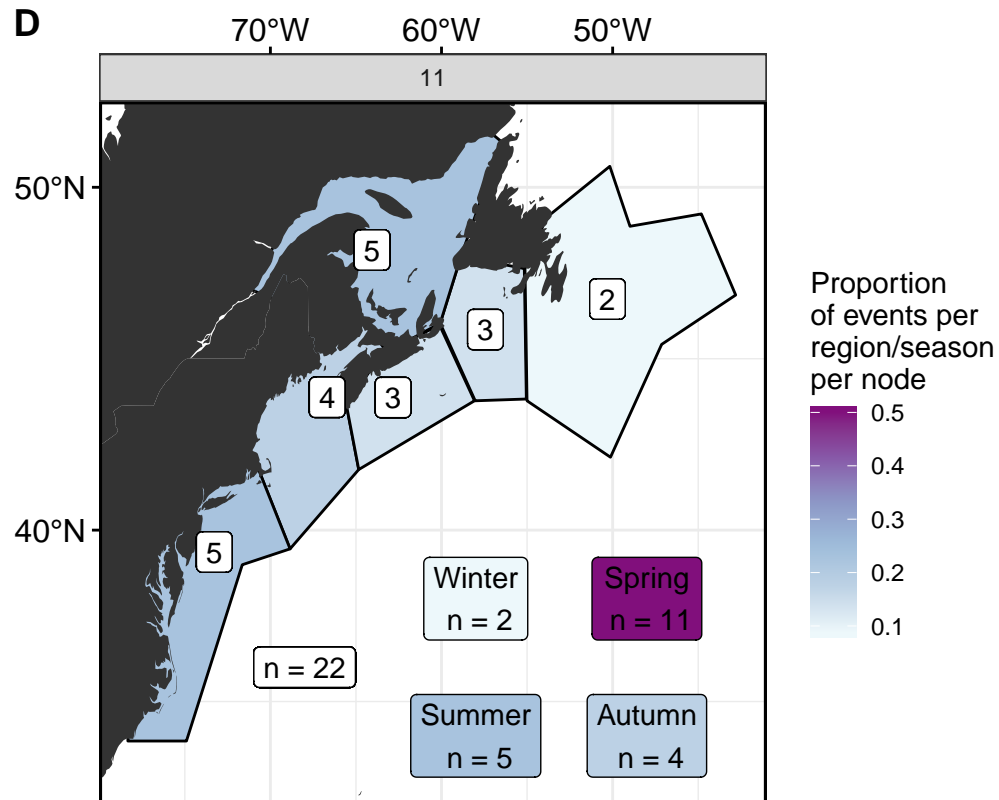 D
70°W 60°W 50°W
11
50°N
40°N
5
2
3
4
3
5
Winter
n = 2
Spring
n = 11
n = 22
Summer
n = 5
Autumn
n = 4
Proportion
of events per
region/season
per node
0.5
0.4
0.3
0.2
0.1